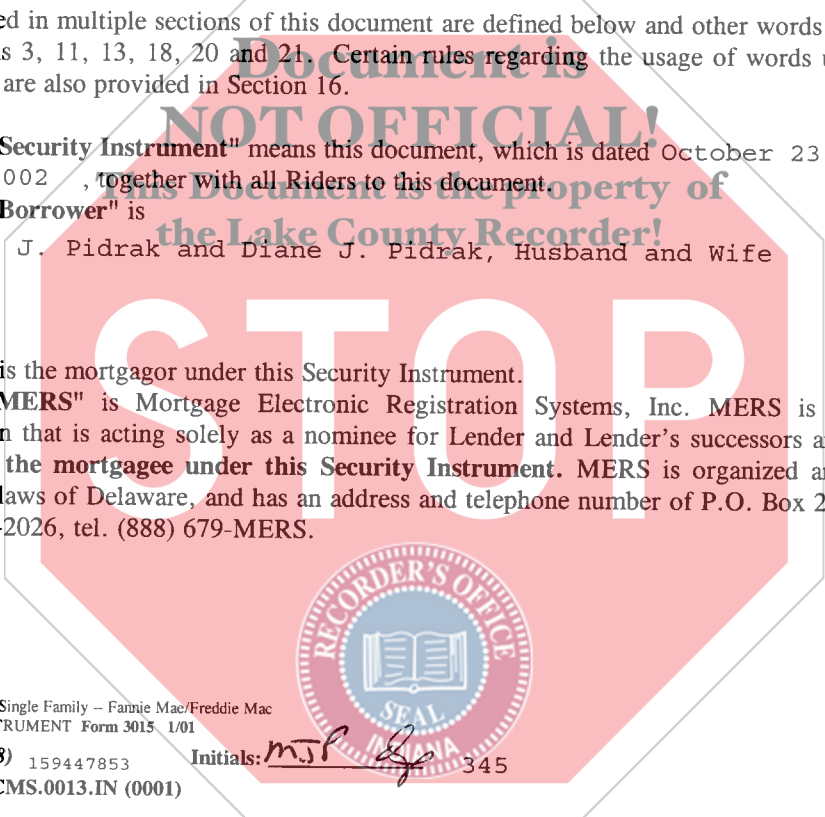 ed in multiple sections of this document are defined below and other words
s 3, 11, 13, 18, 20 and 21. Certain rules regarding the usage of words
are also provided in Section 16.
Document is
NOT OFFICIAL!
This Document is the property of
the Lake County Recorder!
Security Instrument" means this document, which is dated October 23
002 , together with all Riders to this document.
Borrower" is
J. Pidrak and Diane J. Pidrak, Husband and Wife
STOP
is the mortgagor under this Security Instrument.
MERS" is Mortgage Electronic Registration Systems, Inc. MERS is
n that is acting solely as a nominee for Lender and Lender's successors a
the mortgagee under this Security Instrument. MERS is organized a
laws of Delaware, and has an address and telephone number of P.O. Box 2
-2026, tel. (888) 679-MERS.
RECORDER'S OFFICE
SEAL
INDIANA
Single Family -- Fannie Mae/Freddie Mac
TRUMENT Form 3015 1/01
8) 159447853 Initials: MJP 345
CMS.0013.IN (0001)